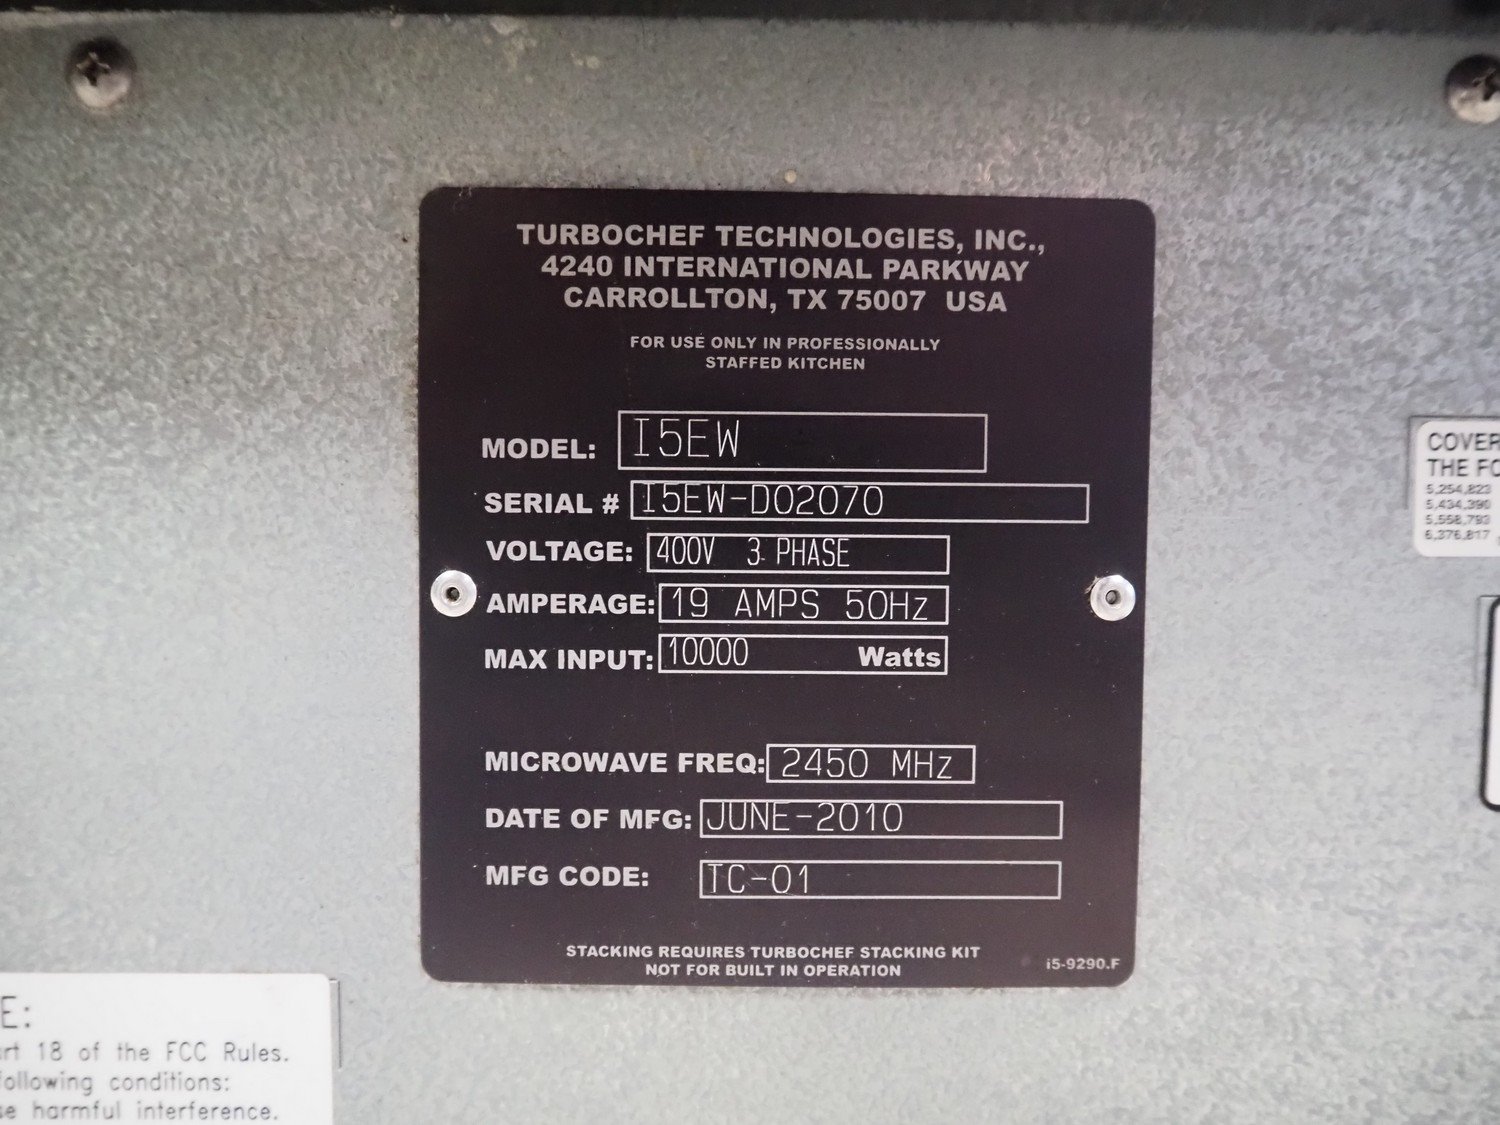 TURBOCHEF TECHNOLOGIES, INC.,
4240 INTERNATIONAL PARKWAY
CARROLLTON, TX 75007 USA
FOR USE ONLY IN PROFESSIONALLY
STAFFED KITCHEN
MODEL: I5EW
SERIAL # I5EW-D02070
VOLTAGE: 400V 3 PHASE
AMPERAGE: 19 AMPS 50Hz
MAX INPUT: 10000 Watts
MICROWAVE FREQ: 2450 MHz
DATE OF MFG: JUNE-2010
MFG CODE: TC-01
STACKING REQUIRES TURBOCHEF STACKING KIT
NOT FOR BUILT IN OPERATION
i5-9290.F
COVER
THE FC
5,254,823
5,434,390
5,558,793
6,376,817
E:
rt 18 of the FCC Rules.
ollowing conditions:
se harmful interference.